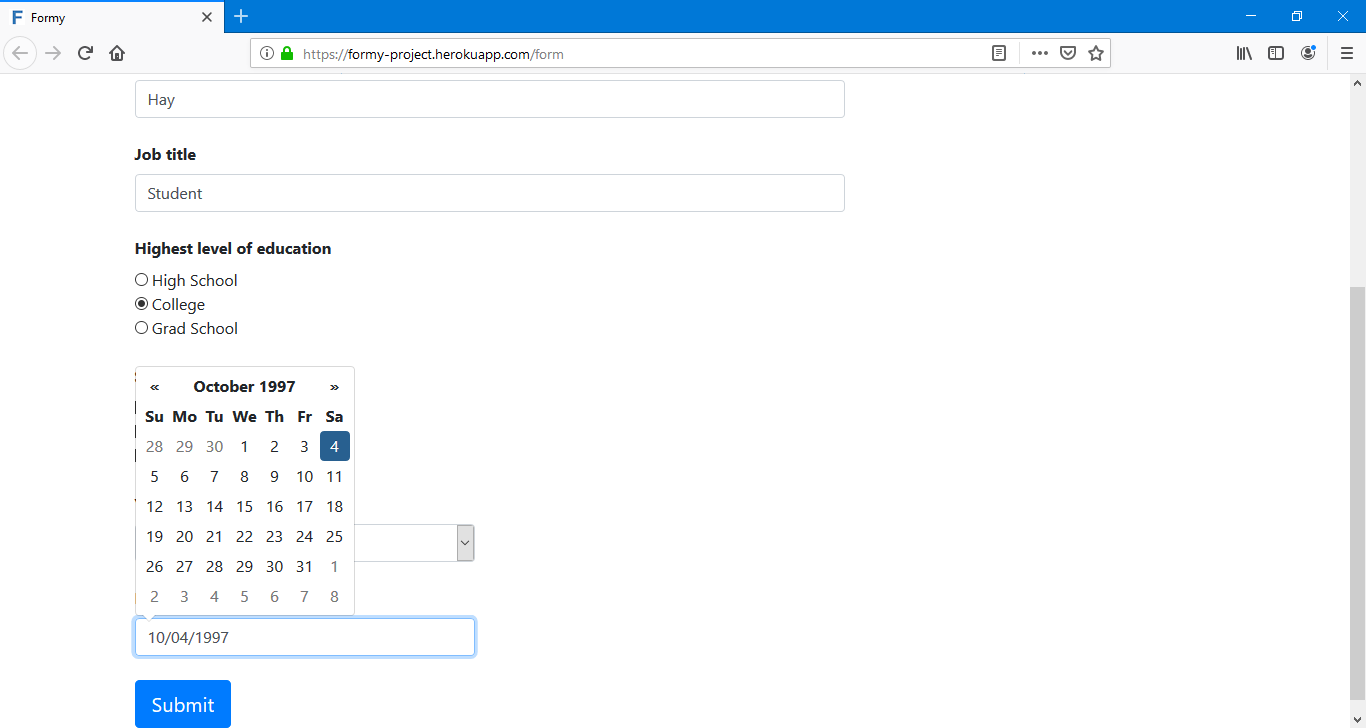 Formy
https://formy-project.herokuapp.com/form
Hay
Job title
Student
Highest level of education
High School
College
Grad School
« October 1997 »
Su Mo Tu We Th Fr Sa
28 29 30 1 2 3 4
5 6 7 8 9 10 11
12 13 14 15 16 17 18
19 20 21 22 23 24 25
26 27 28 29 30 31 1
2 3 4 5 6 7 8
10/04/1997
Submit